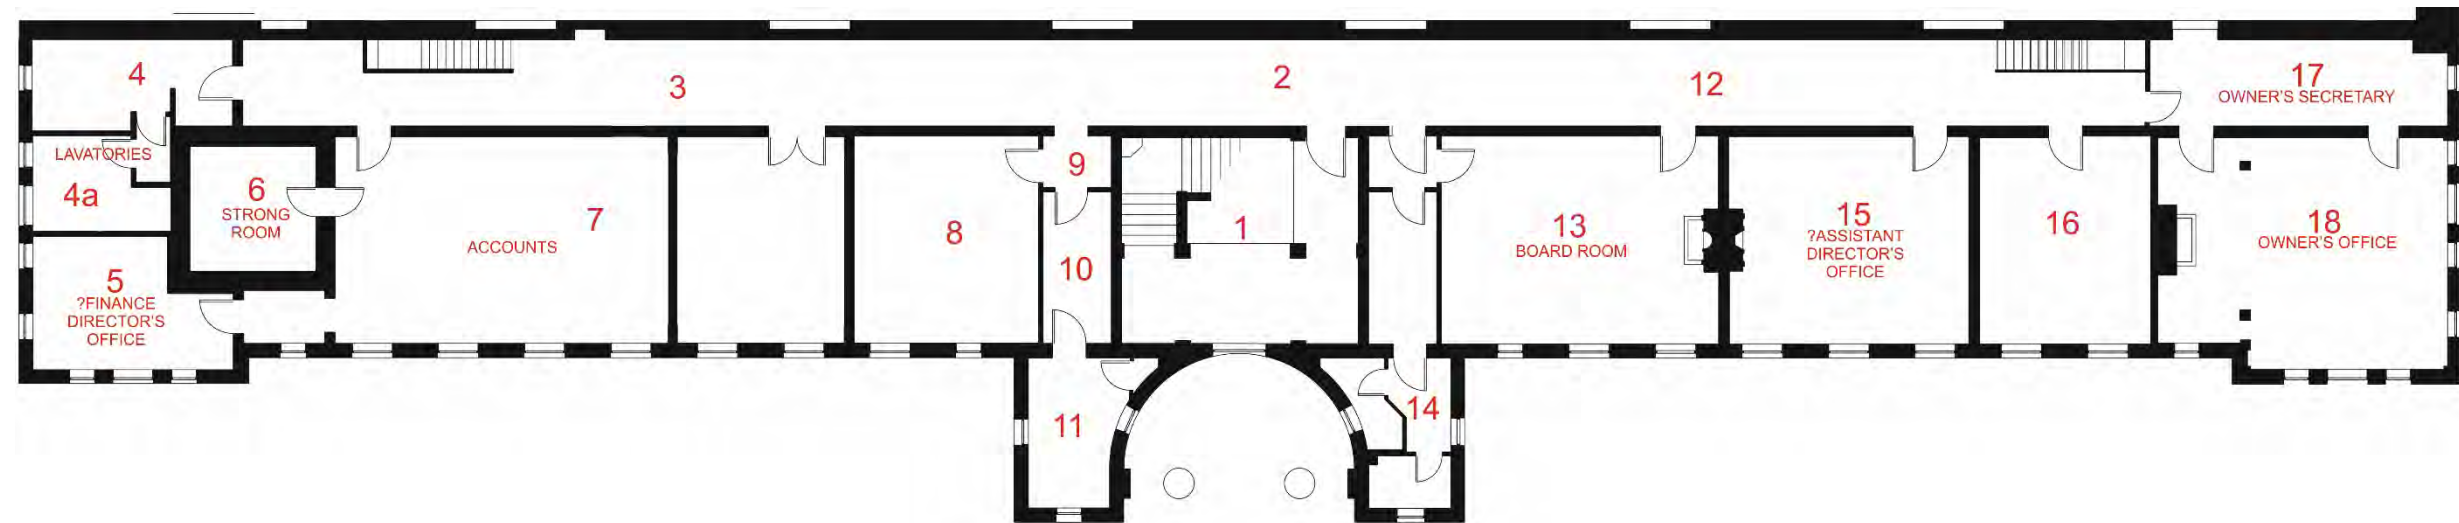 4
3
2
12
17
OWNER'S SECRETARY
LAVATORIES
4a
6
STRONG
ROOM
5
?FINANCE
DIRECTOR'S
OFFICE
7
ACCOUNTS
8
9
10
11
1
13
BOARD ROOM
14
15
?ASSISTANT
DIRECTOR'S
OFFICE
16
18
OWNER'S OFFICE